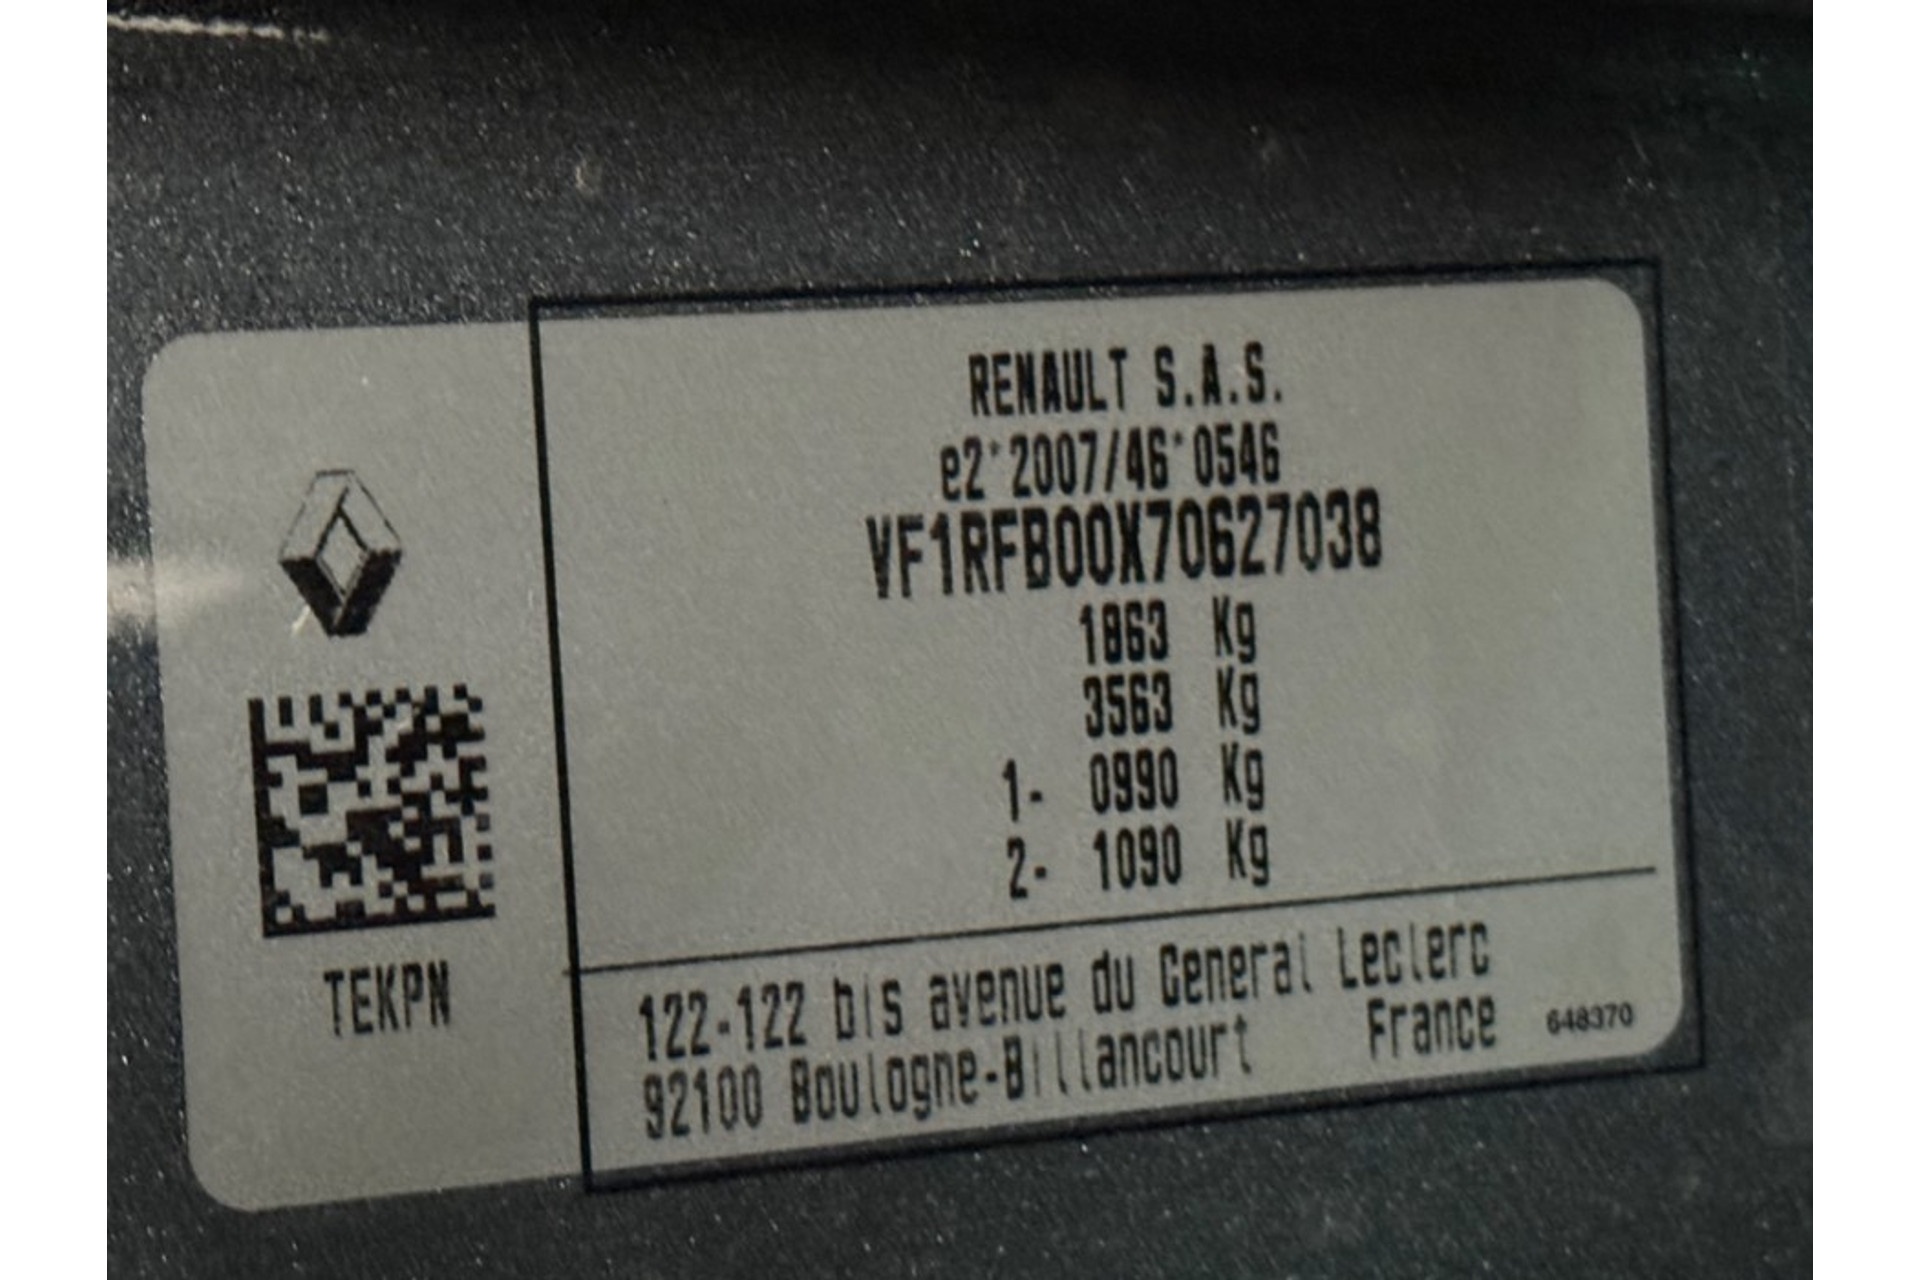 RENAULT S.A.S.
e2*2007/46*0546
VF1RFB00X70627038
1863 Kg
3563 Kg
1- 0990 Kg
2- 1090 Kg
TEKPN
122-122 bis avenue du General Leclerc
92100 Boulogne-Billancourt France 648370